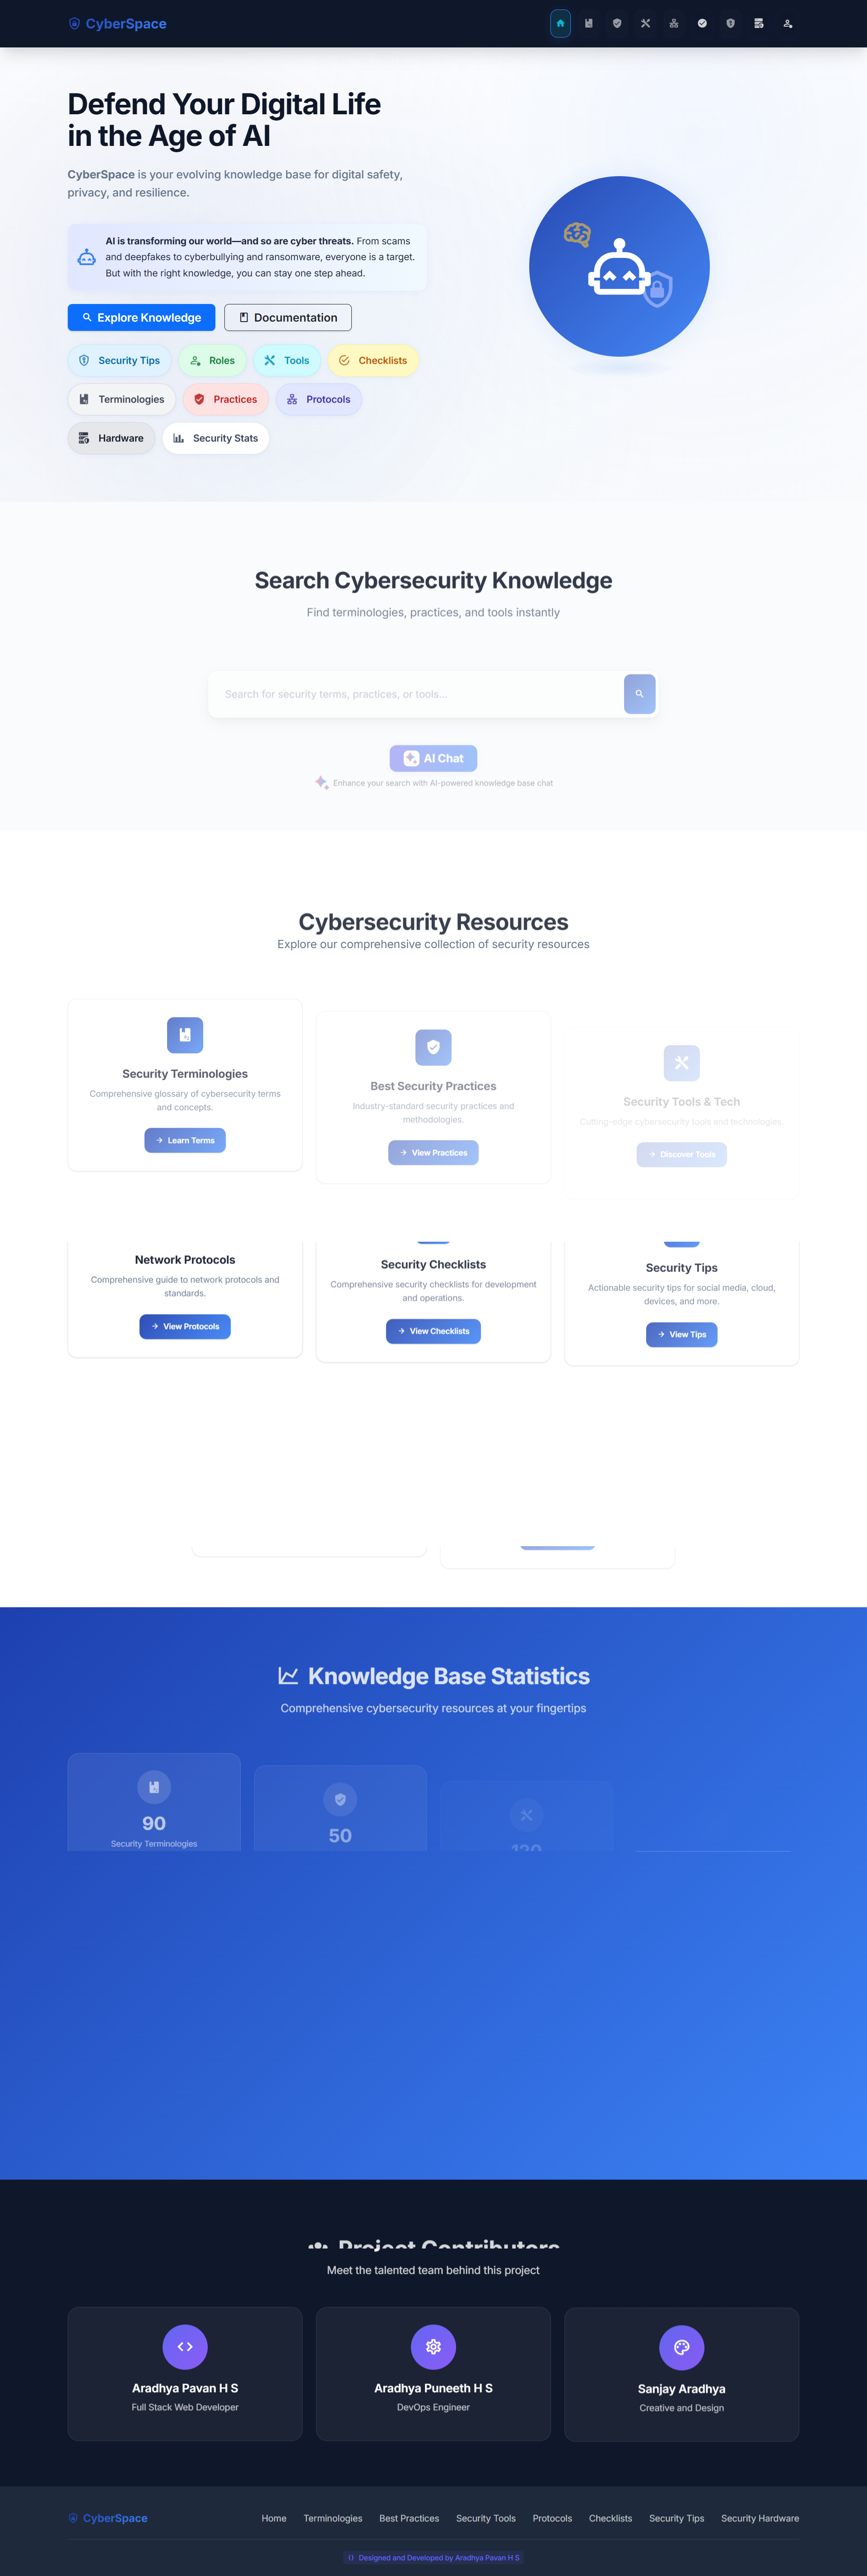 CyberSpace
Defend Your Digital Life
in the Age of AI
CyberSpace is your evolving knowledge base for digital safety,
privacy, and resilience.
AI is transforming our world—and so are cyber threats. From scams
and deepfakes to cyberbullying and ransomware, everyone is a target.
But with the right knowledge, you can stay one step ahead.
Explore Knowledge
Documentation
Security Tips
Roles
Tools
Checklists
Terminologies
Practices
Protocols
Hardware
Security Stats
Search Cybersecurity Knowledge
Find terminologies, practices, and tools instantly
Search for security terms, practices, or tools...
AI Chat
Enhance your search with AI-powered knowledge base chat
Cybersecurity Resources
Explore our comprehensive collection of security resources
Security Terminologies
Comprehensive glossary of cybersecurity terms
and concepts.
Learn Terms
Best Security Practices
Industry-standard security practices and
methodologies.
View Practices
Security Tools & Tech
Cutting-edge cybersecurity tools and technologies.
Discover Tools
Network Protocols
Comprehensive guide to network protocols and
standards.
View Protocols
Security Checklists
Comprehensive security checklists for development
and operations.
View Checklists
Security Tips
Actionable security tips for social media, cloud,
devices, and more.
View Tips
Knowledge Base Statistics
Comprehensive cybersecurity resources at your fingertips
90
Security Terminologies
50
120
Project Contributors
Meet the talented team behind this project
Aradhya Pavan H S
Full Stack Web Developer
Aradhya Puneeth H S
DevOps Engineer
Sanjay Aradhya
Creative and Design
CyberSpace
Home
Terminologies
Best Practices
Security Tools
Protocols
Checklists
Security Tips
Security Hardware
Designed and Developed by Aradhya Pavan H S